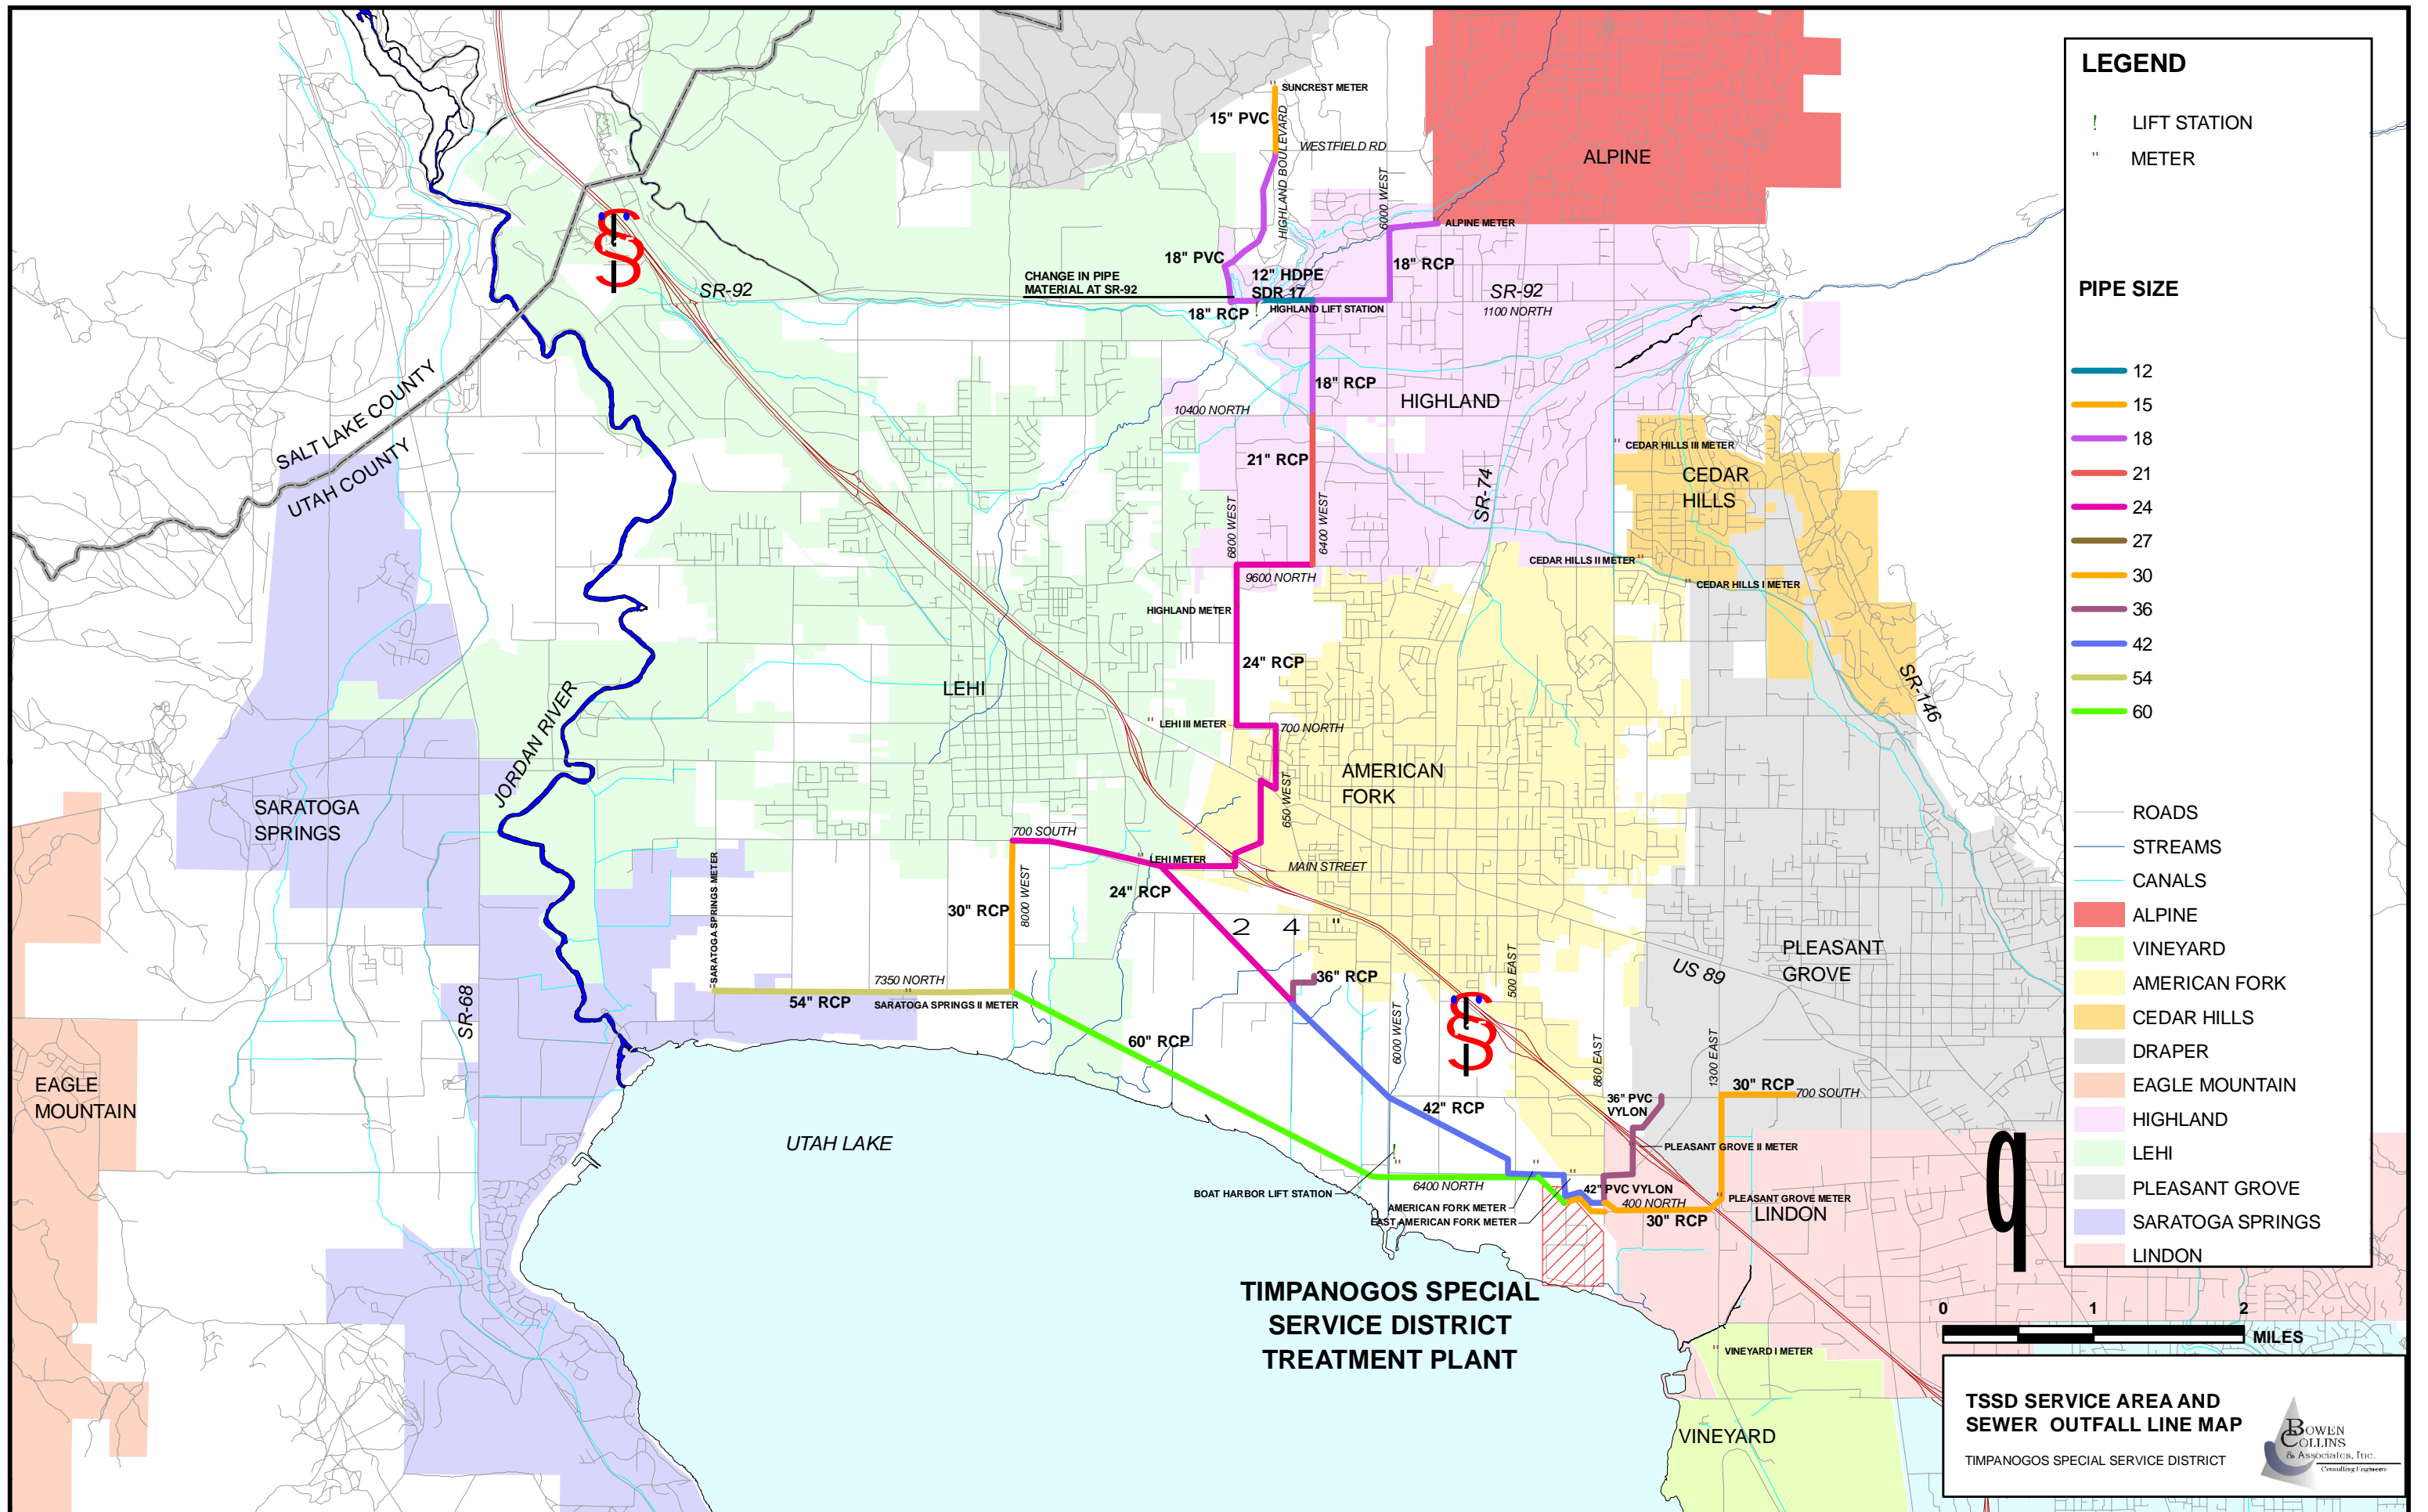 SUNCREST METER
15" PVC
HIGHLAND BOULEVARD
WESTFIELD RD
6000 WEST
ALPINE
ALPINE METER
18" PVC
CHANGE IN PIPE
MATERIAL AT SR-92
12" HDPE
SDR 17
18" RCP
SR-92
SR-92
1100 NORTH
18" RCP
HIGHLAND LIFT STATION
SALT LAKE COUNTY
UTAH COUNTY
18" RCP
HIGHLAND
10400 NORTH
CEDAR HILLS III METER
CEDAR
HILLS
21" RCP
SR-74
6800 WEST
6400 WEST
CEDAR HILLS II METER
CEDAR HILLS I METER
9600 NORTH
HIGHLAND METER
24" RCP
JORDAN RIVER
LEHI
SR-146
LEHI III METER
700 NORTH
AMERICAN
FORK
650 WEST
SARATOGA
SPRINGS
700 SOUTH
LEHI METER
MAIN STREET
24" RCP
SARATOGA SPRINGS METER
30" RCP
8000 WEST
24"
PLEASANT
GROVE
US 89
500 EAST
36" RCP
7350 NORTH
54" RCP
SARATOGA SPRINGS II METER
SR-68
60" RCP
6000 WEST
860 EAST
1300 EAST
EAGLE
MOUNTAIN
30" RCP
700 SOUTH
36" PVC
VYLON
42" RCP
UTAH LAKE
PLEASANT GROVE II METER
BOAT HARBOR LIFT STATION
6400 NORTH
42" PVC VYLON
400 NORTH
PLEASANT GROVE METER
AMERICAN FORK METER
EAST AMERICAN FORK METER
30" RCP
LINDON
TIMPANOGOS SPECIAL
SERVICE DISTRICT
TREATMENT PLANT
VINEYARD I METER
VINEYARD
LEGEND
! LIFT STATION
" METER
PIPE SIZE
12
15
18
21
24
27
30
36
42
54
60
ROADS
STREAMS
CANALS
ALPINE
VINEYARD
AMERICAN FORK
CEDAR HILLS
DRAPER
EAGLE MOUNTAIN
HIGHLAND
LEHI
PLEASANT GROVE
SARATOGA SPRINGS
LINDON
q
0 1 2
MILES
TSSD SERVICE AREA AND
SEWER OUTFALL LINE MAP
TIMPANOGOS SPECIAL SERVICE DISTRICT
BOWEN
COLLINS
& Associates, Inc.
Consulting Engineers